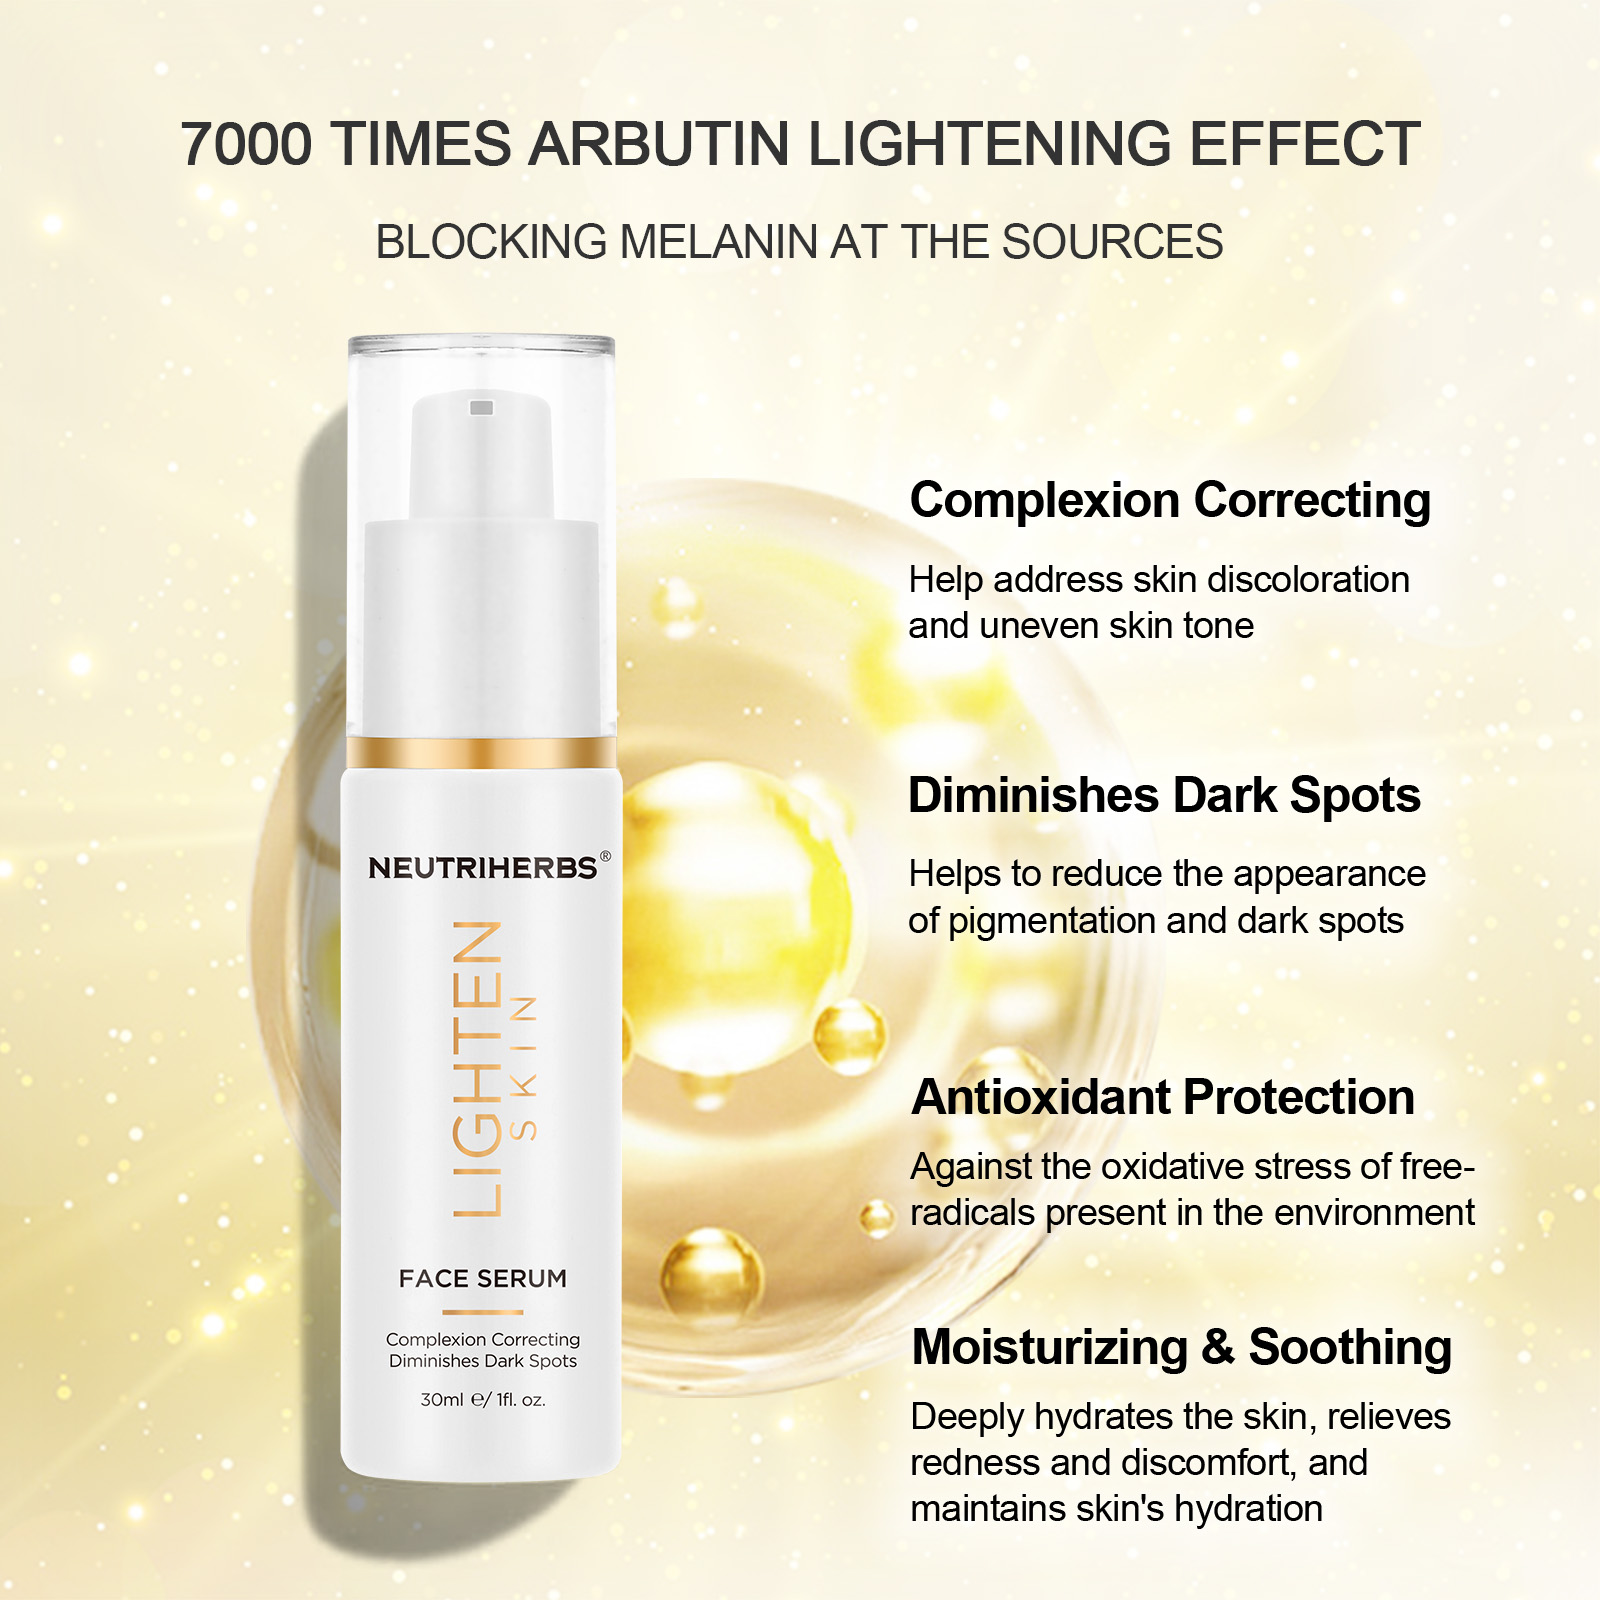 7000 TIMES ARBUTIN LIGHTENING EFFECT
BLOCKING MELANIN AT THE SOURCES
NEUTRIHERBS®
LIGHTEN
SKIN
FACE SERUM
Complexion Correcting
Diminishes Dark Spots
30ml ℮/ 1fl. oz.
Complexion Correcting
Help address skin discoloration
and uneven skin tone
Diminishes Dark Spots
Helps to reduce the appearance
of pigmentation and dark spots
Antioxidant Protection
Against the oxidative stress of free-
radicals present in the environment
Moisturizing & Soothing
Deeply hydrates the skin, relieves
redness and discomfort, and
maintains skin's hydration